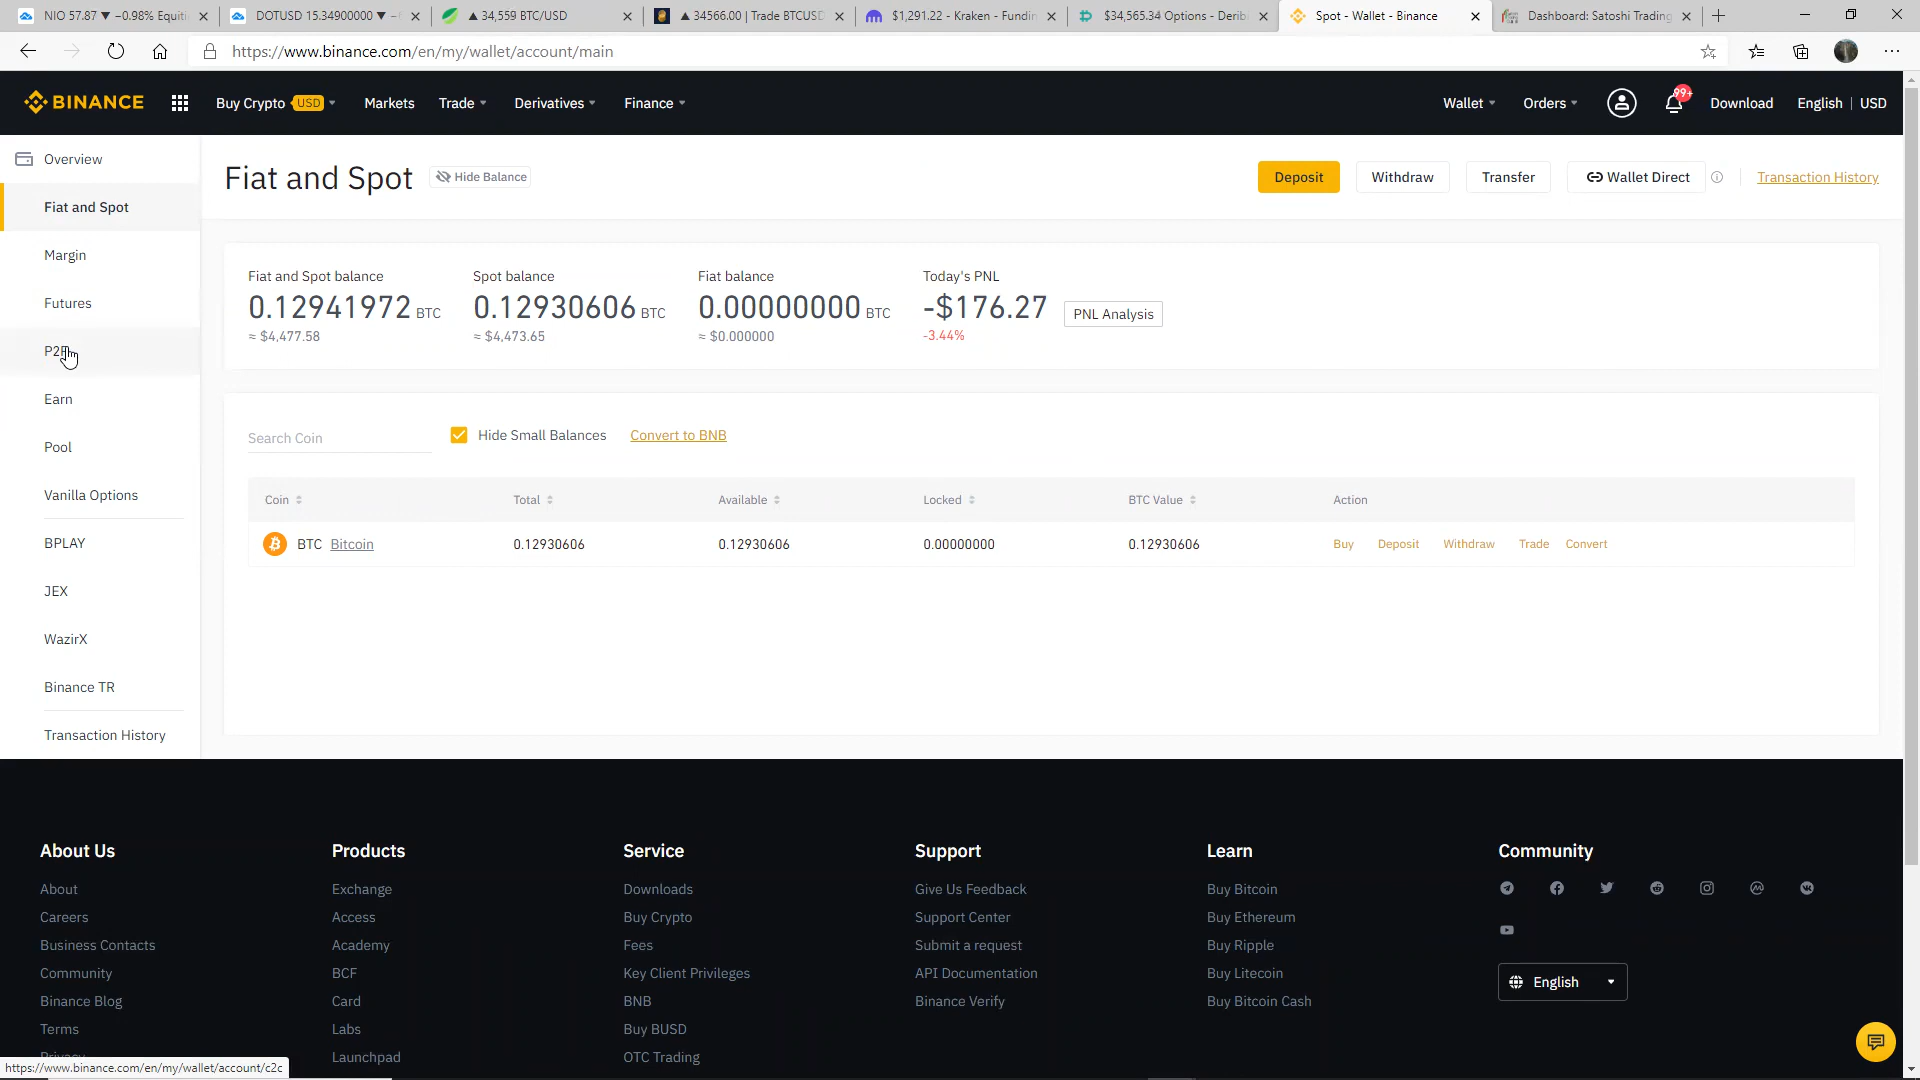 NIO 57.87 ▼ −0.98% Equiti
DOTUSD 15.34900000 ▼ −
▲ 34,559 BTC/USD
▲ 34566.00 | Trade BTCUSD
$1,291.22 - Kraken - Fundin
$34,565.34 Options - Derib
Spot - Wallet - Binance
Dashboard: Satoshi Trading
https://www.binance.com/en/my/wallet/account/main
BINANCE
Buy Crypto USD
Markets
Trade
Derivatives
Finance
Wallet
Orders
99+
Download
English | USD
Overview
Fiat and Spot
Margin
Futures
Earn
Pool
Vanilla Options
BPLAY
JEX
WazirX
Binance TR
Transaction History
Fiat and Spot
Hide Balance
Deposit
Withdraw
Transfer
Wallet Direct
Transaction History
Fiat and Spot balance
0.12941972 BTC
≈ $4,477.58
Spot balance
0.12930606 BTC
≈ $4,473.65
Fiat balance
0.00000000 BTC
≈ $0.000000
Today's PNL
-$176.27
-3.44%
PNL Analysis
Search Coin
Hide Small Balances
Convert to BNB
Coin Total Available Locked BTC Value Action
BTC Bitcoin 0.12930606 0.12930606 0.00000000 0.12930606 Buy Deposit Withdraw Trade Convert
About Us
About
Careers
Business Contacts
Community
Binance Blog
Terms
Products
Exchange
Access
Academy
BCF
Card
Labs
Launchpad
Service
Downloads
Buy Crypto
Fees
Key Client Privileges
BNB
Buy BUSD
OTC Trading
Support
Give Us Feedback
Support Center
Submit a request
API Documentation
Binance Verify
Learn
Buy Bitcoin
Buy Ethereum
Buy Ripple
Buy Litecoin
Buy Bitcoin Cash
Community
English
https://www.binance.com/en/my/wallet/account/c2c